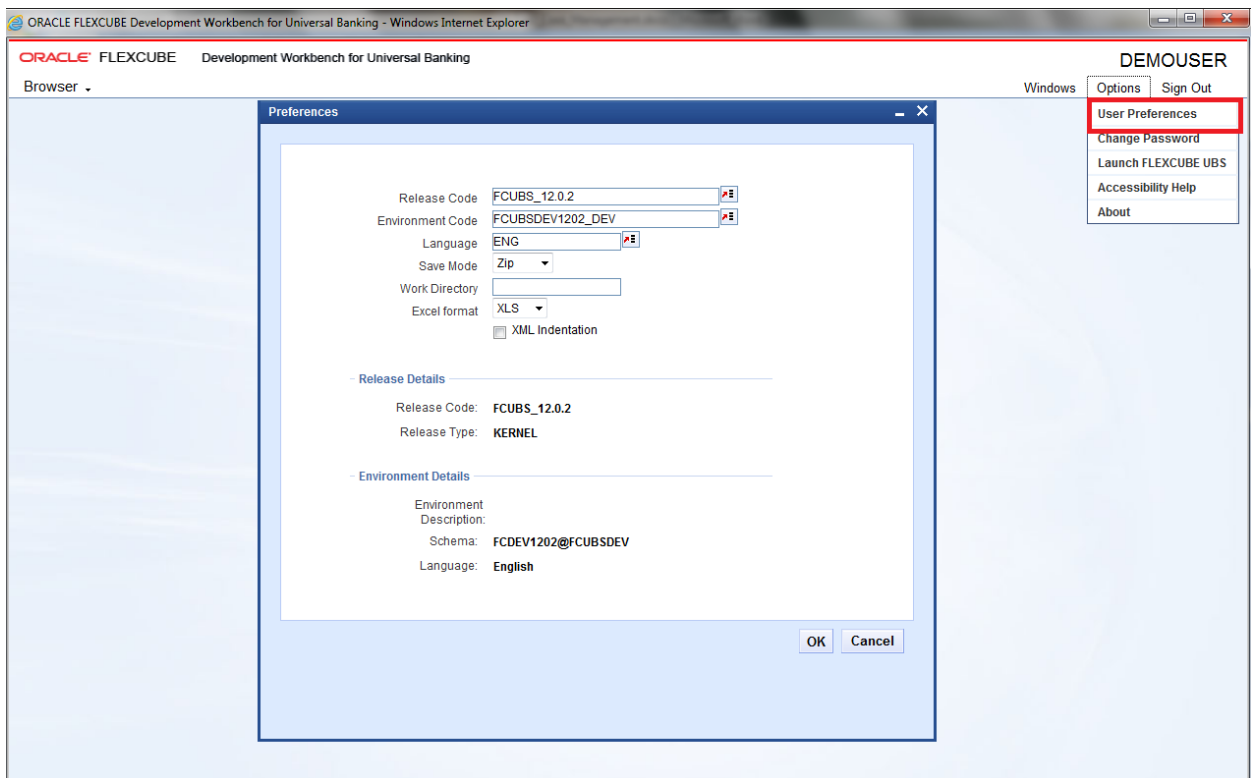 ORACLE FLEXCUBE Development Workbench for Universal Banking - Windows Internet Explorer
ORACLE FLEXCUBE Development Workbench for Universal Banking
DEMOUSER
Browser
Windows Options Sign Out
User Preferences
Change Password
Launch FLEXCUBE UBS
Accessibility Help
About
Preferences
Release Code FCUBS_12.0.2
Environment Code FCUBSDEV1202_DEV
Language ENG
Save Mode Zip
Work Directory
Excel format XLS
XML Indentation
Release Details
Release Code: FCUBS_12.0.2
Release Type: KERNEL
Environment Details
Environment
Description:
Schema: FCDEV1202@FCUBSDEV
Language: English
OK Cancel